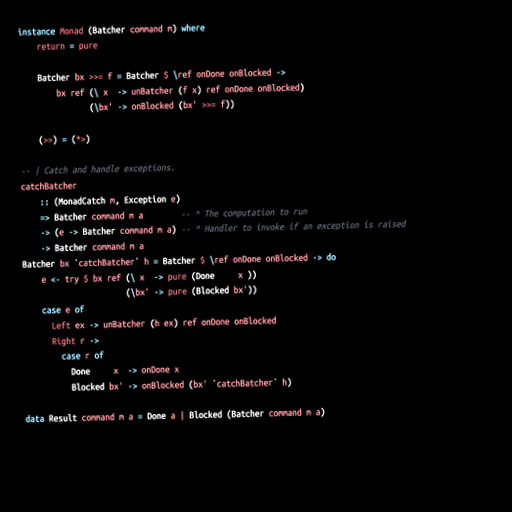 instance Monad (Batcher command m) where
    return = pure

    Batcher bx >>= f = Batcher $ \ref onDone onBlocked ->
        bx ref (\ x  -> unBatcher (f x) ref onDone onBlocked)
               (\bx' -> onBlocked (bx' >>= f))

    (>>) = (*>)

-- | Catch and handle exceptions.
catchBatcher
    :: (MonadCatch m, Exception e)
    => Batcher command m a        -- ^ The computation to run
    -> (e -> Batcher command m a) -- ^ Handler to invoke if an exception is raised
    -> Batcher command m a
Batcher bx `catchBatcher` h = Batcher $ \ref onDone onBlocked -> do
    e <- try $ bx ref (\ x  -> pure (Done     x ))
                      (\bx' -> pure (Blocked bx'))

    case e of
      Left ex -> unBatcher (h ex) ref onDone onBlocked
      Right r ->
        case r of
          Done     x  -> onDone x
          Blocked bx' -> onBlocked (bx' `catchBatcher` h)

data Result command m a = Done a | Blocked (Batcher command m a)